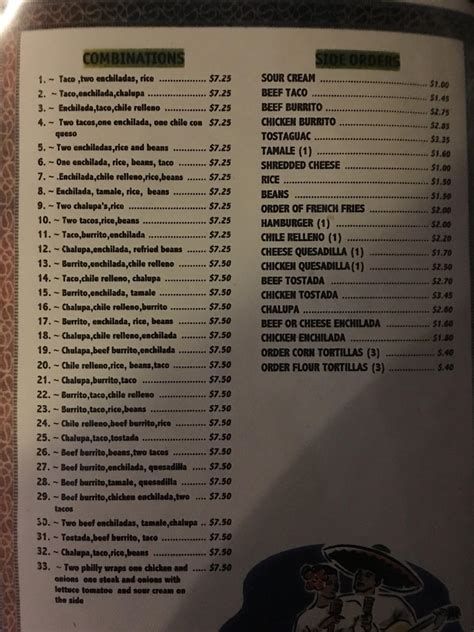 COMBINATIONS
1. ~ Taco ,two enchiladas, rice ................ $7.25
2. ~ Taco,enchilada,chalupa ................ $7.25
3. ~ Enchilada,taco,chile relleno ................ $7.25
4. ~ Two tacos,one enchilada, one chile con
queso ................ $7.25
5. ~ Two enchiladas,rice and beans ................ $7.25
6. ~ One enchilada, rice, beans, taco ................ $7.25
7. ~ .Enchilada,chile relleno,rice,beans ................ $7.25
8. ~ Enchilada, tamale, rice, beans ................ $7.25
9. ~ Two chalupa's,rice ................ $7.25
10. ~ Two tacos,rice,beans ................ $7.25
11. ~ Taco,burrito,enchilada ................ $7.25
12. ~ Chalupa,enchilada, refried beans ................ $7.25
13. ~ Burrito,enchilada,chile relleno ................ $7.50
14. ~ Taco,chile relleno, chalupa ................ $7.50
15. ~ Burrito,enchilada, tamale ................ $7.50
16. ~ Chalupa,chile relleno,burrito ................ $7.50
17. ~ Burrito, enchilada, rice, beans ................ $7.50
18. ~ Chalupa,chile relleno,enchilada ................ $7.50
19. ~ Chalupa,beef burrito,enchilada ................ $7.50
20. ~ Chile relleno,rice, beans,taco ................ $7.50
21. ~ Chalupa,burrito,taco ................ $7.50
22. ~ Burrito,taco,chile relleno ................ $7.50
23. ~ Burrito,taco,rice,beans ................ $7.50
24. ~ Chile relleno,beef burrito,rice ................ $7.50
25. ~ Chalupa,taco,tostada ................ $7.50
26. ~ Beef burrito,beans,two tacos ................ $7.50
27. ~ Beef burrito,enchilada, quesadilla ................ $7.50
28. ~ Beef burrito,tamale, quesadilla ................ $7.50
29. ~ Beef burrito,chicken enchilada,two
tacos ................ $7.50
30. ~ Two beef enchiladas, tamale,chalupa .. $7.50
31. ~ Tostada,beef burrito, taco ................ $7.50
32. ~ Chalupa,taco,rice,beans ................ $7.50
33. ~ Two philly wraps one chicken and $7.50
onions one steak and onions with
lettuce tomatoo and sour cream on
the side
SIDE ORDERS
SOUR CREAM ................ $1.00
BEEF TACO ................ $1.45
BEEF BURRITO ................ $2.75
CHICKEN BURRITO ................ $2.85
TOSTAGUAC ................ $3.35
TAMALE (1) ................ $1.60
SHREDDED CHEESE ................ $1.00
RICE ................ $1.50
BEANS ................ $1.50
ORDER OF FRENCH FRIES ................ $2.00
HAMBURGER (1) ................ $2.00
CHILE RELLENO (1) ................ $2.20
CHEESE QUESADILLA (1) ................ $1.70
CHICKEN QUESADILLA(1) ................ $2.50
BEEF TOSTADA ................ $2.70
CHICKEN TOSTADA ................ $3.45
CHALUPA ................ $2.00
BEEF OR CHEESE ENCHILADA ................ $1.75
CHICKEN ENCHILADA ................ $2.00
ORDER CORN TORTILLAS (3) ................ $.40
ORDER FLOUR TORTILLAS (3) ................ $.40